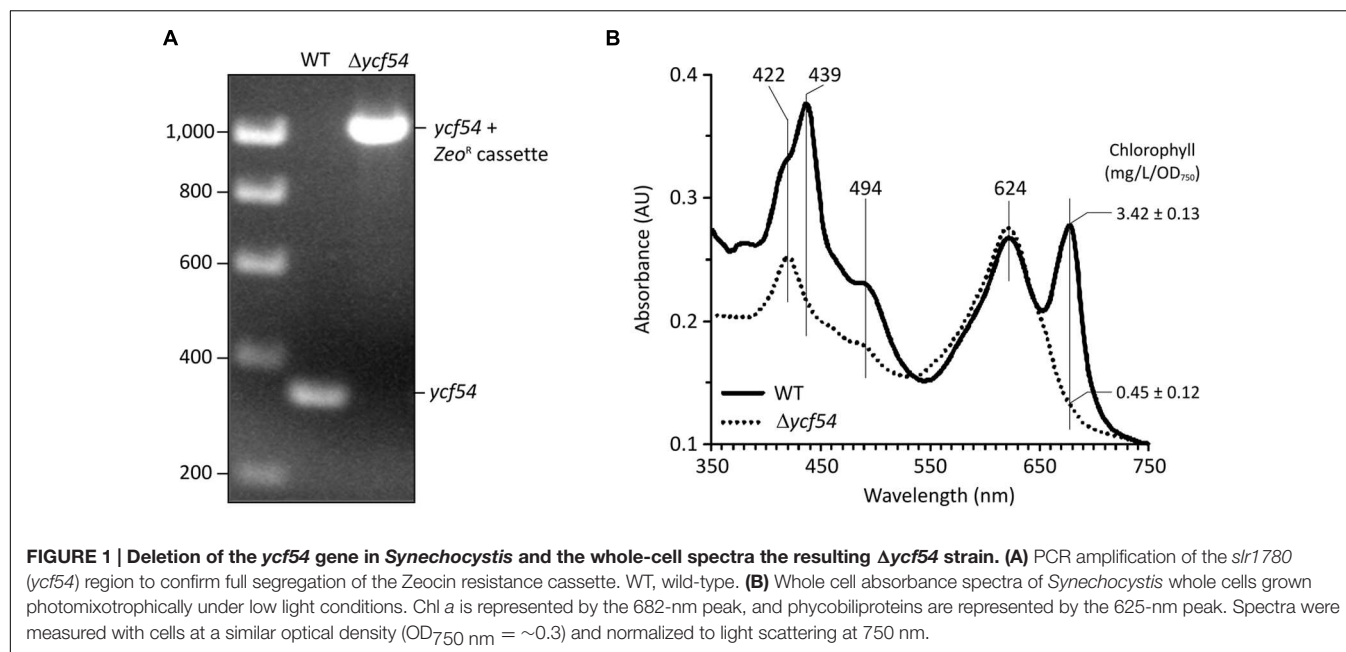 A
WT Δycf54
1,000
800
600
400
200
ycf54 +
Zeoᴿ cassette
ycf54
B
0.4
0.3
0.2
0.1
Absorbance (AU)
422 439
494
624
Chlorophyll
(mg/L/OD₇₅₀)
3.42 ± 0.13
0.45 ± 0.12
WT
Δycf54
350 450 550 650 750
Wavelength (nm)
FIGURE 1 | Deletion of the ycf54 gene in Synechocystis and the whole-cell spectra the resulting Δycf54 strain. (A) PCR amplification of the slr1780
(ycf54) region to confirm full segregation of the Zeocin resistance cassette. WT, wild-type. (B) Whole cell absorbance spectra of Synechocystis whole cells grown
photomixotrophically under low light conditions. Chl a is represented by the 682-nm peak, and phycobiliproteins are represented by the 625-nm peak. Spectra were
measured with cells at a similar optical density (OD750 nm = ~0.3) and normalized to light scattering at 750 nm.